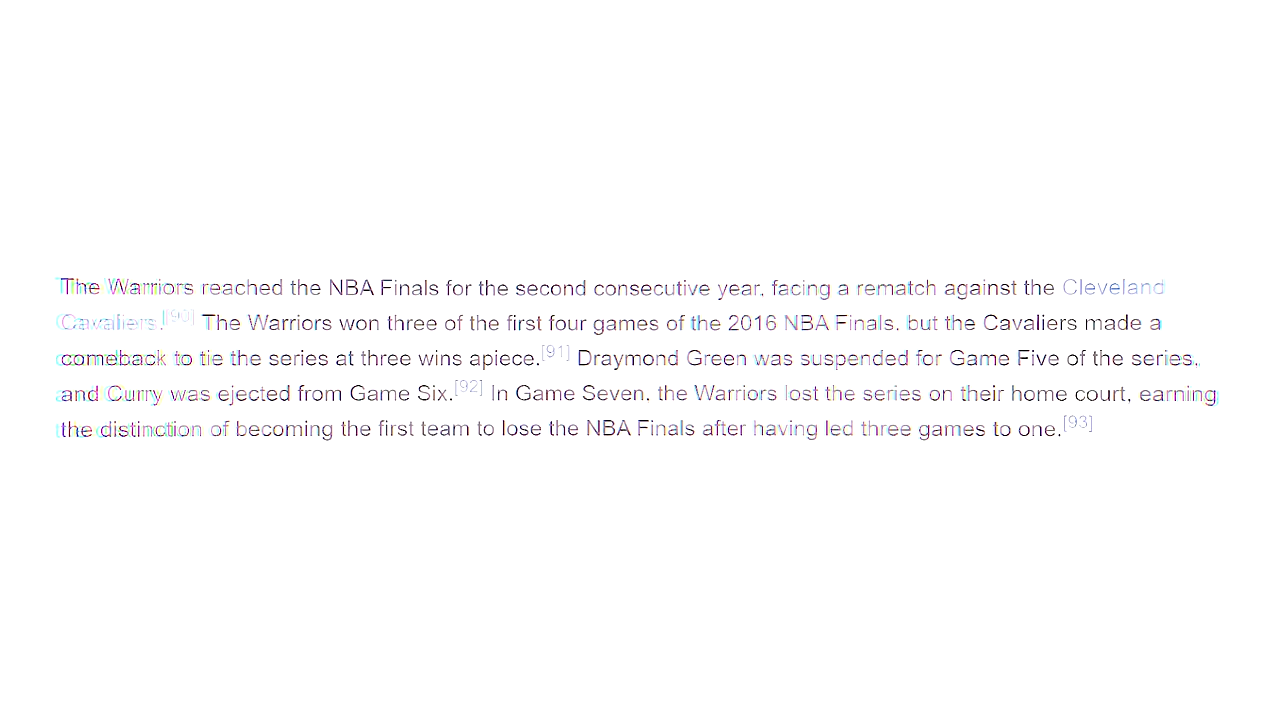 The Warriors reached the NBA Finals for the second consecutive year, facing a rematch against the Cleveland
Cavaliers.[90] The Warriors won three of the first four games of the 2016 NBA Finals, but the Cavaliers made a
comeback to tie the series at three wins apiece.[91] Draymond Green was suspended for Game Five of the series,
and Curry was ejected from Game Six.[92] In Game Seven, the Warriors lost the series on their home court, earning
the distinction of becoming the first team to lose the NBA Finals after having led three games to one.[93]